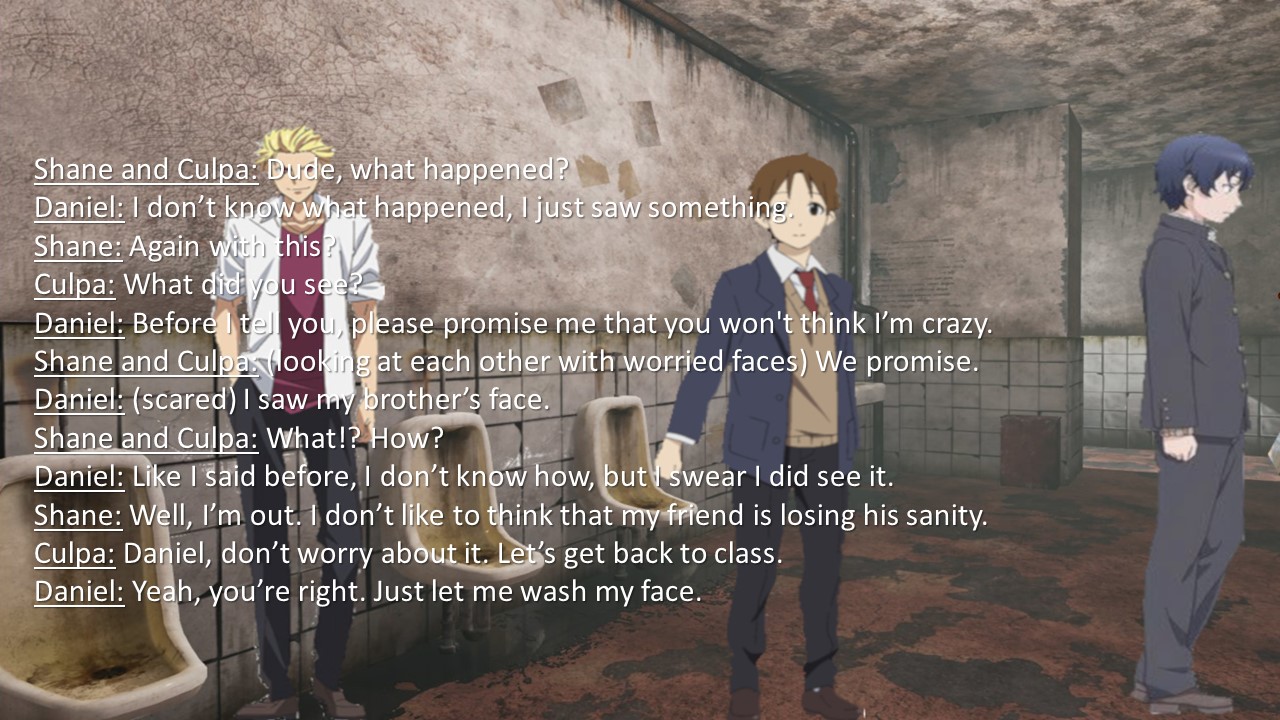 Shane and Culpa: Dude, what happened?
Daniel: I don’t know what happened, I just saw something.
Shane: Again with this?
Culpa: What did you see?
Daniel: Before I tell you, please promise me that you won't think I’m crazy.
Shane and Culpa: (looking at each other with worried faces) We promise.
Daniel: (scared) I saw my brother’s face.
Shane and Culpa: What!? How?
Daniel: Like I said before, I don’t know how, but I swear I did see it.
Shane: Well, I’m out. I don’t like to think that my friend is losing his sanity.
Culpa: Daniel, don’t worry about it. Let’s get back to class.
Daniel: Yeah, you’re right. Just let me wash my face.